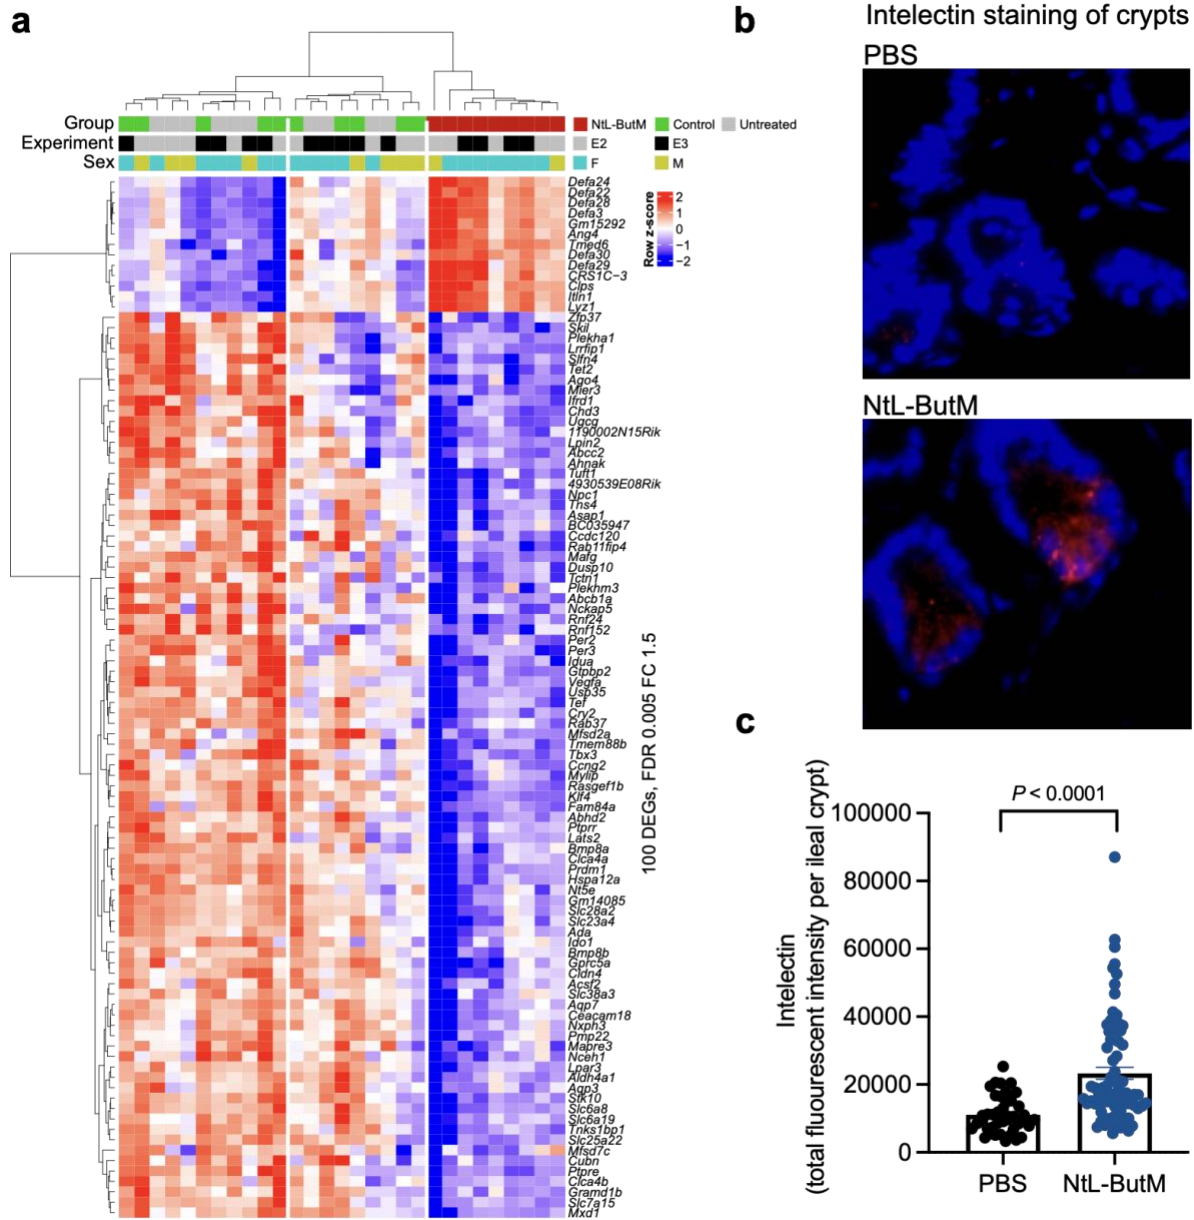 a
Group
Experiment
Sex
NtL-ButM
Control
Untreated
E2
E3
F
M
Row z-score
2
1
0
−1
−2
Defa24
Defa22
Defa28
Defa3
Gm15292
Ang4
Tmed6
Defa30
Defa29
CRS1C−3
Clps
Itln1
Lyz1
Zfp37
Skil
Plekha1
Lrrfip1
Slfn4
Tet2
Ago4
Mier3
Ifrd1
Chd3
Ugcg
1190002N15Rik
Lpin2
Abcc2
Ahnak
Tuft1
4930539E08Rik
Npc1
Tns4
Asap1
BC035947
Ccdc120
Rab11fip4
Mafg
Dusp10
Tctn1
Plekhm3
Abcb1a
Nckap5
Rnf24
Rnf152
Per2
Per3
Idua
Gtpbp2
Vegfa
Usp35
Tef
Cry2
Rab37
Mfsd2a
Tmem88b
Tbx3
Ccng2
Mylip
Rasgef1b
Klf4
Fam84a
Abhd2
Ptprr
Lats2
Bmp8a
Clca4a
Prdm1
Hspa12a
Nt5e
Gm14085
Slc28a2
Slc23a4
Ada
Ido1
Bmp8b
Gprc5a
Cldn4
Acsf2
Slc38a3
Aqp7
Ceacam18
Nxph3
Pmp22
Mapre3
Nceh1
Lpar3
Aldh4a1
Aqp3
Stk10
Slc6a8
Slc6a19
Tnks1bp1
Slc25a22
Mfsd7c
Cubn
Ptpre
Clca4b
Gramd1b
Slc7a15
Mxd1
100 DEGs, FDR 0.005 FC 1.5
b
Intelectin staining of crypts
PBS
NtL-ButM
c
Intelectin
(total fluourescent intensity per ileal crypt)
P < 0.0001
100000
80000
60000
40000
20000
0
PBS
NtL-ButM